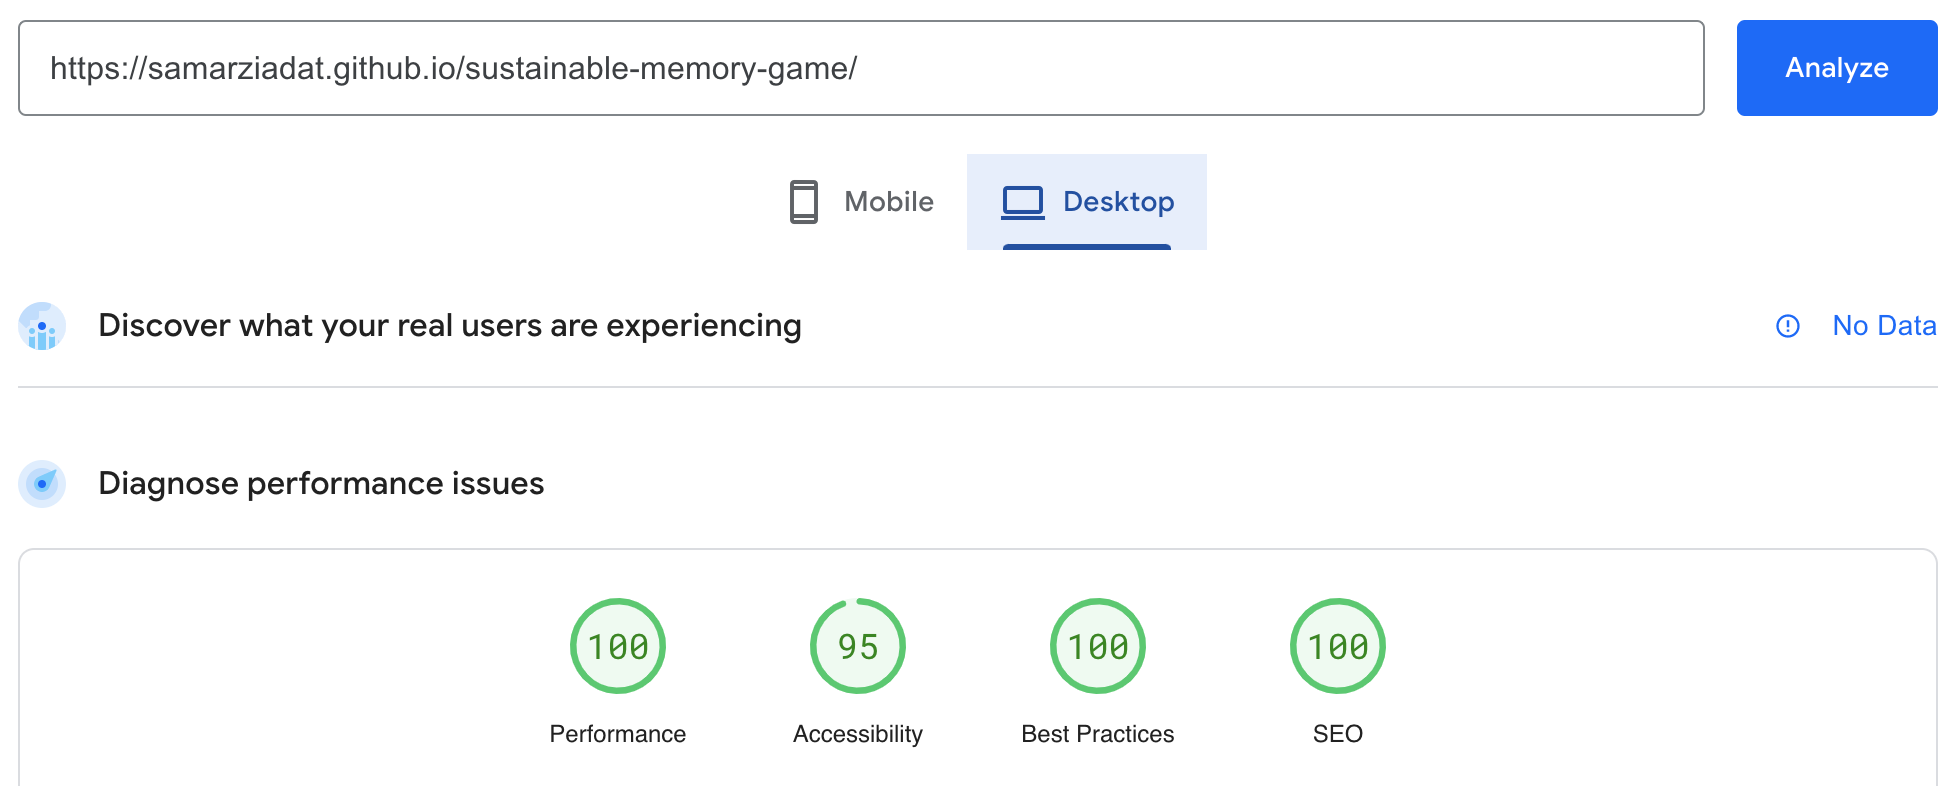 https://samarziadat.github.io/sustainable-memory-game/
Analyze
Mobile
Desktop
Discover what your real users are experiencing
No Data
Diagnose performance issues
100
95
100
100
Performance
Accessibility
Best Practices
SEO